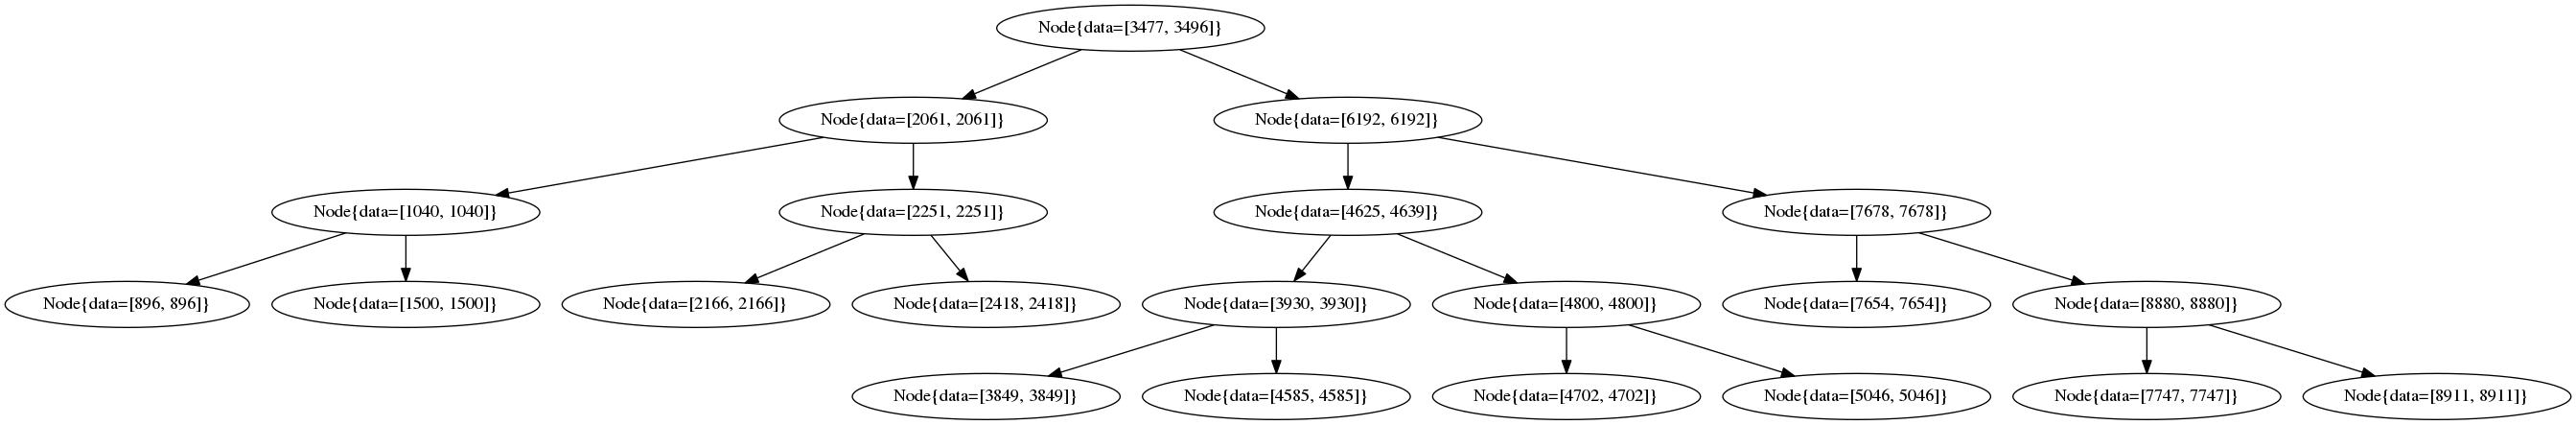 Node{data=[3477, 3496]}
Node{data=[2061, 2061]}
Node{data=[6192, 6192]}
Node{data=[1040, 1040]}
Node{data=[2251, 2251]}
Node{data=[4625, 4639]}
Node{data=[7678, 7678]}
Node{data=[896, 896]}
Node{data=[1500, 1500]}
Node{data=[2166, 2166]}
Node{data=[2418, 2418]}
Node{data=[3930, 3930]}
Node{data=[4800, 4800]}
Node{data=[7654, 7654]}
Node{data=[8880, 8880]}
Node{data=[3849, 3849]}
Node{data=[4585, 4585]}
Node{data=[4702, 4702]}
Node{data=[5046, 5046]}
Node{data=[7747, 7747]}
Node{data=[8911, 8911]}